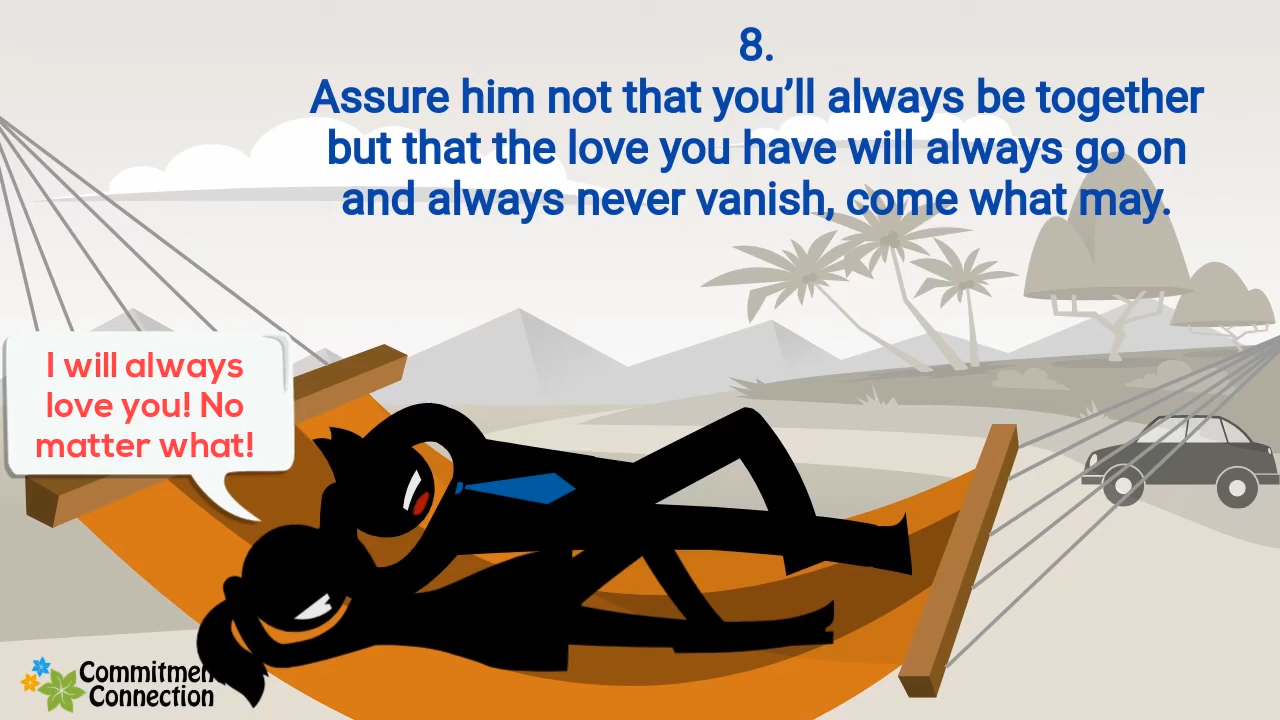 8.
Assure him not that you’ll always be together
but that the love you have will always go on
and always never vanish, come what may.
I will always
love you! No
matter what!
Commitmen
Connection